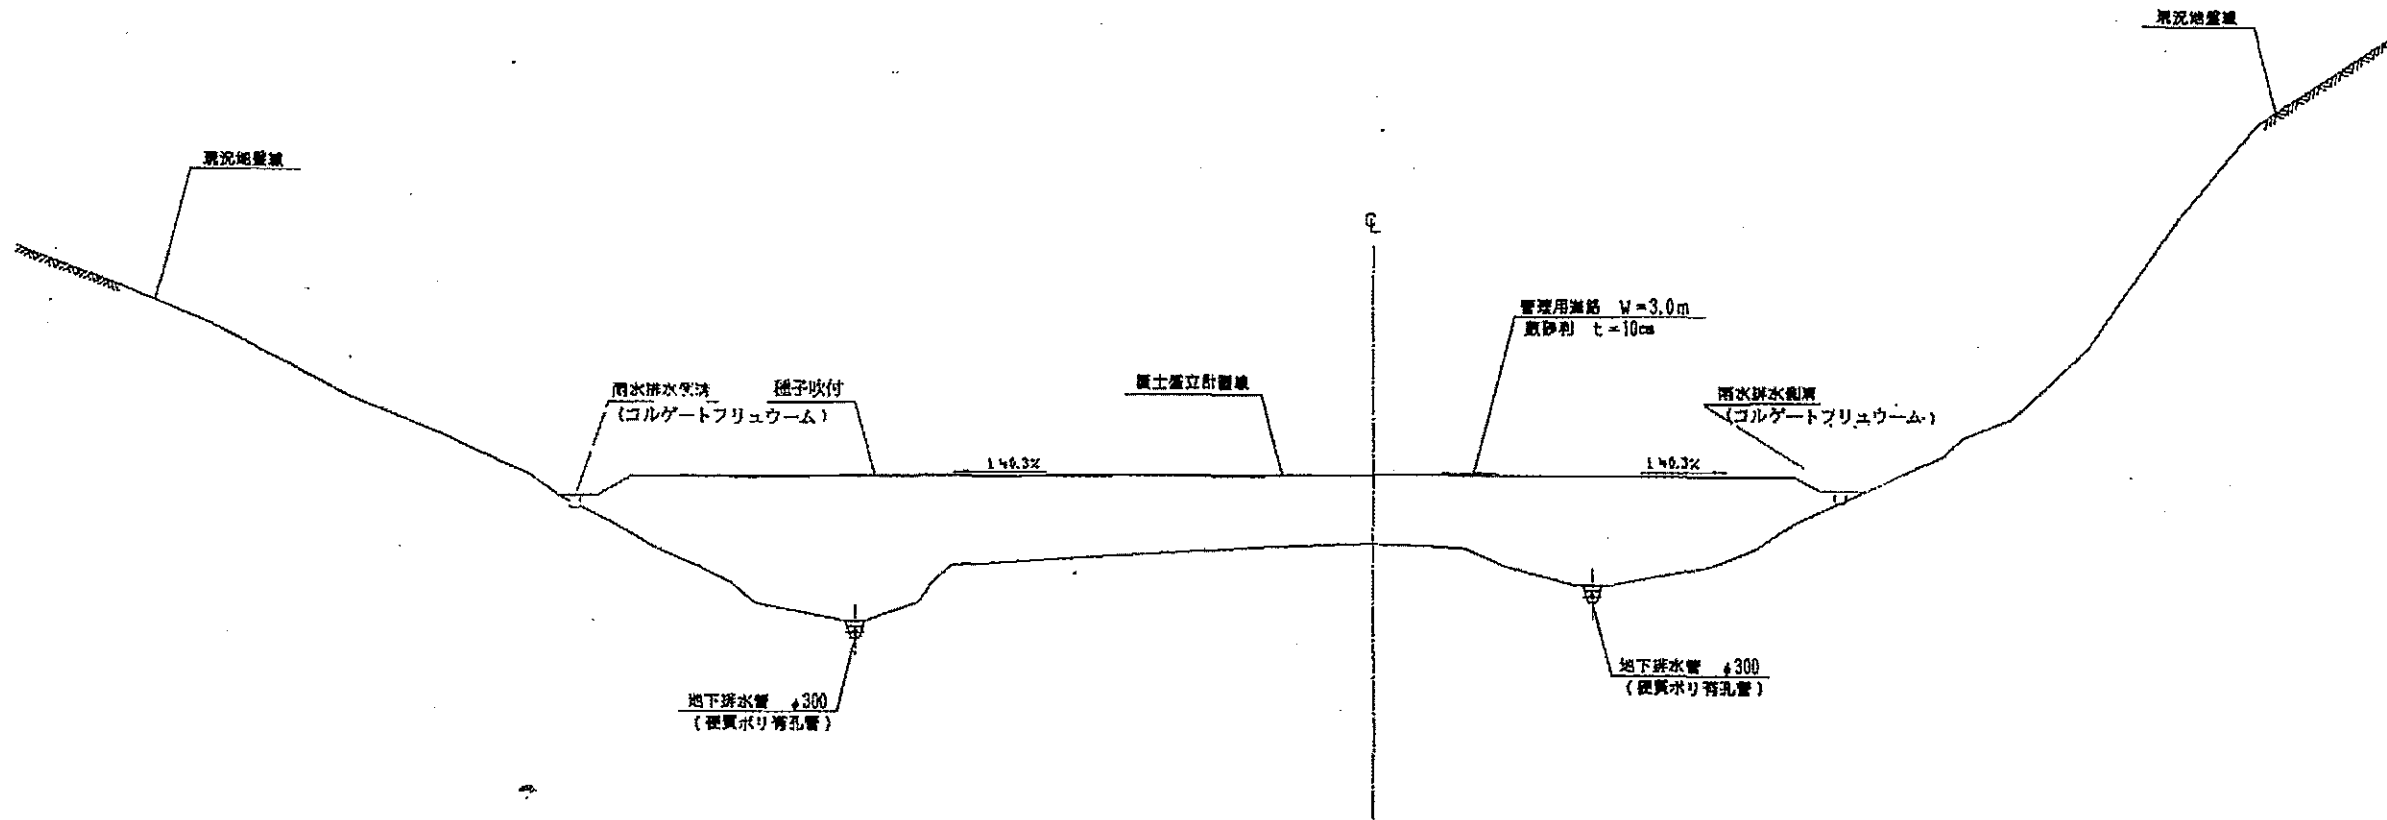 現況地盤線
現況地盤線
℄
管理用道路 W=3.0m
敷砂利 t=10cm
雨水排水側溝
(コルゲートフリュウーム)
種子吹付
覆土盛立計画線
雨水排水側溝
(コルゲートフリュウーム)
i≒0.3%
i≒0.3%
地下排水管 φ300
(硬質ポリ有孔管)
地下排水管 φ300
(硬質ポリ有孔管)